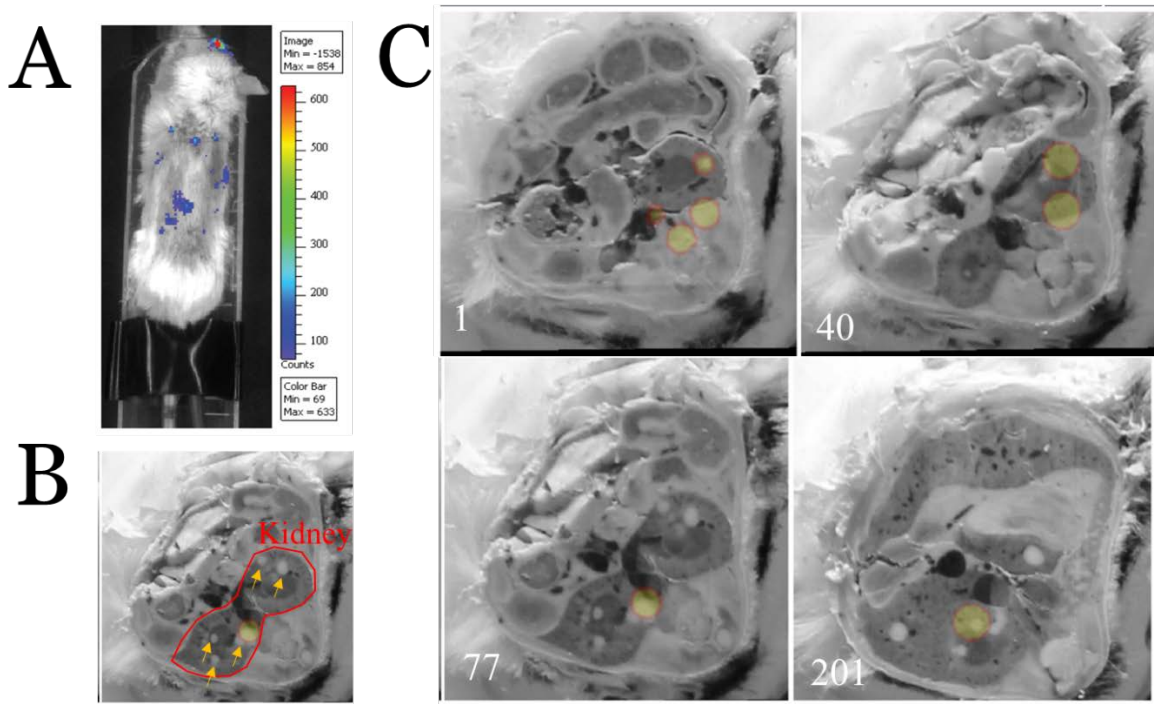 A
Image
Min = -1538
Max = 854
600
500
400
300
200
100
Counts
Color Bar
Min = 69
Max = 633
B
Kidney
C
1
40
77
201